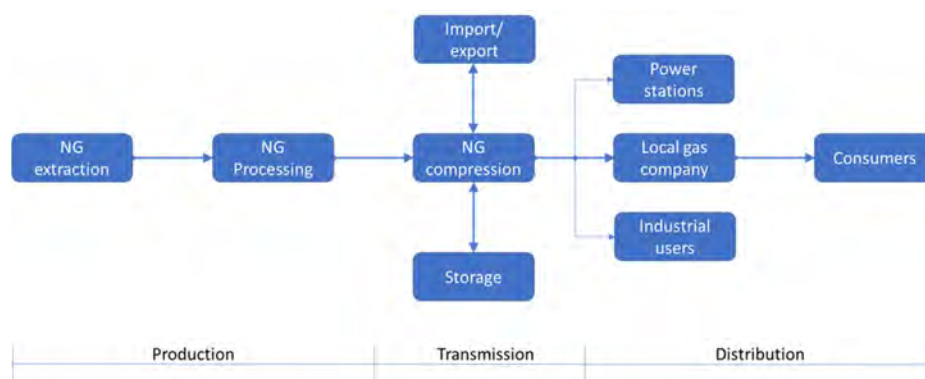 Import/
export
Power
stations
NG
extraction
NG
Processing
NG
compression
Local gas
company
Consumers
Industrial
users
Storage
Production
Transmission
Distribution